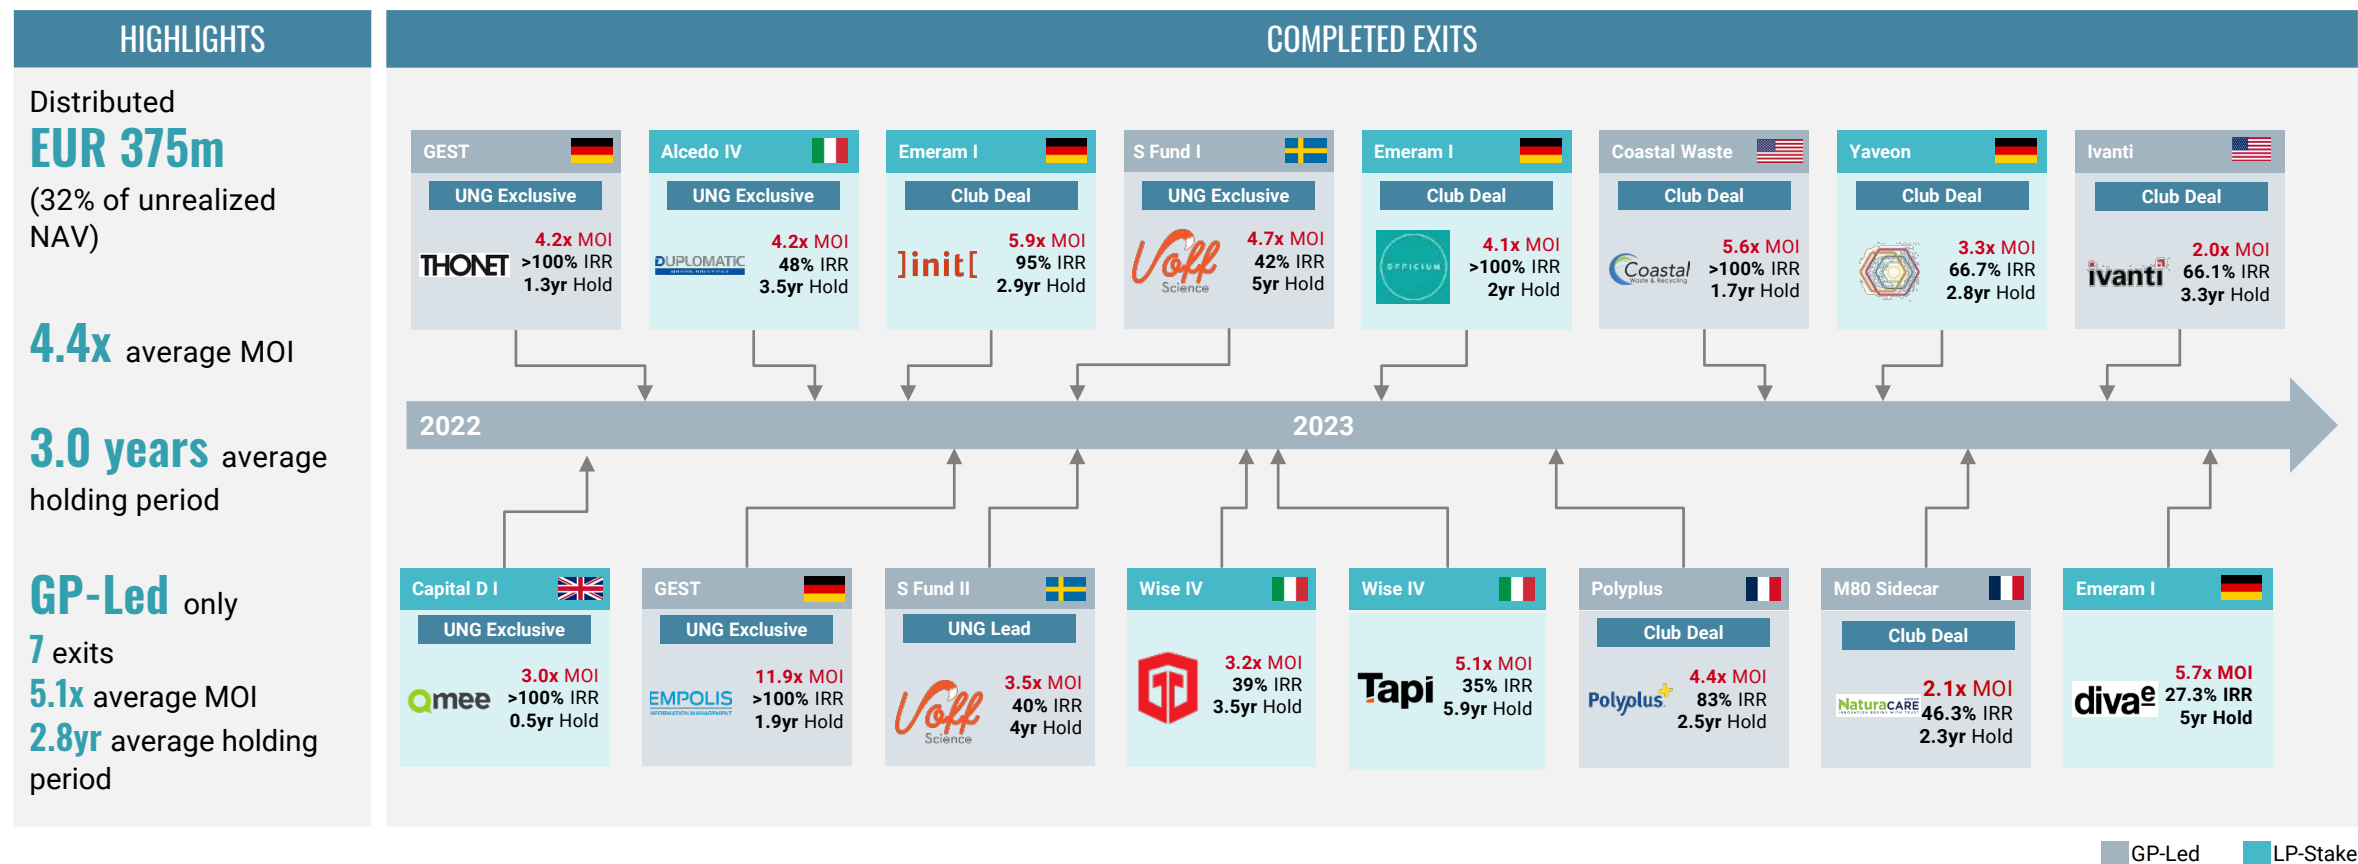 HIGHLIGHTS
Distributed
EUR 375m
(32% of unrealized
NAV)
4.4x average MOI
3.0 years average
holding period
GP-Led only
7 exits
5.1x average MOI
2.8yr average holding
period
COMPLETED EXITS
GEST
UNG Exclusive
THONET
4.2x MOI
>100% IRR
1.3yr Hold
Alcedo IV
UNG Exclusive
DUPLOMATIC
4.2x MOI
48% IRR
3.5yr Hold
Emeram I
Club Deal
]init[
5.9x MOI
95% IRR
2.9yr Hold
S Fund I
UNG Exclusive
Voff
Science
4.7x MOI
42% IRR
5yr Hold
Emeram I
Club Deal
OFFICIUM
4.1x MOI
>100% IRR
2yr Hold
Coastal Waste
Club Deal
Coastal
Waste & Recycling
5.6x MOI
>100% IRR
1.7yr Hold
Yaveon
Club Deal
3.3x MOI
66.7% IRR
2.8yr Hold
Ivanti
Club Deal
ivanti
2.0x MOI
66.1% IRR
3.3yr Hold
2022
2023
Capital D I
UNG Exclusive
Qmee
3.0x MOI
>100% IRR
0.5yr Hold
GEST
UNG Exclusive
EMPOLIS
INFORMATION MANAGEMENT
11.9x MOI
>100% IRR
1.9yr Hold
S Fund II
UNG Lead
Voff
Science
3.5x MOI
40% IRR
4yr Hold
Wise IV
3.2x MOI
39% IRR
3.5yr Hold
Wise IV
Tapi
5.1x MOI
35% IRR
5.9yr Hold
Polyplus
Club Deal
Polyplus
4.4x MOI
83% IRR
2.5yr Hold
M80 Sidecar
Club Deal
NaturaCARE
INNOVATION BEGINS WITH TRUST
2.1x MOI
46.3% IRR
2.3yr Hold
Emeram I
divae
5.7x MOI
27.3% IRR
5yr Hold
GP-Led
LP-Stake